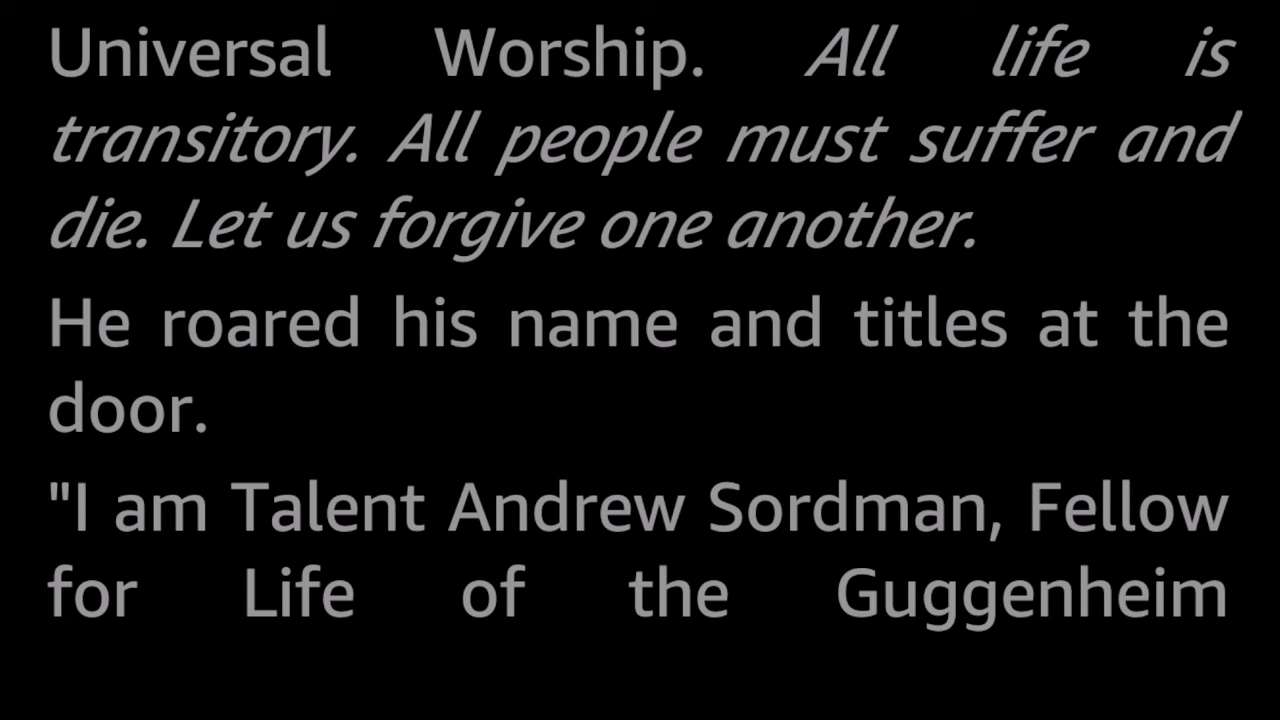 Universal Worship. All life is
transitory. All people must suffer and
die. Let us forgive one another.
He roared his name and titles at the
door.
"I am Talent Andrew Sordman, Fellow
for Life of the Guggenheim